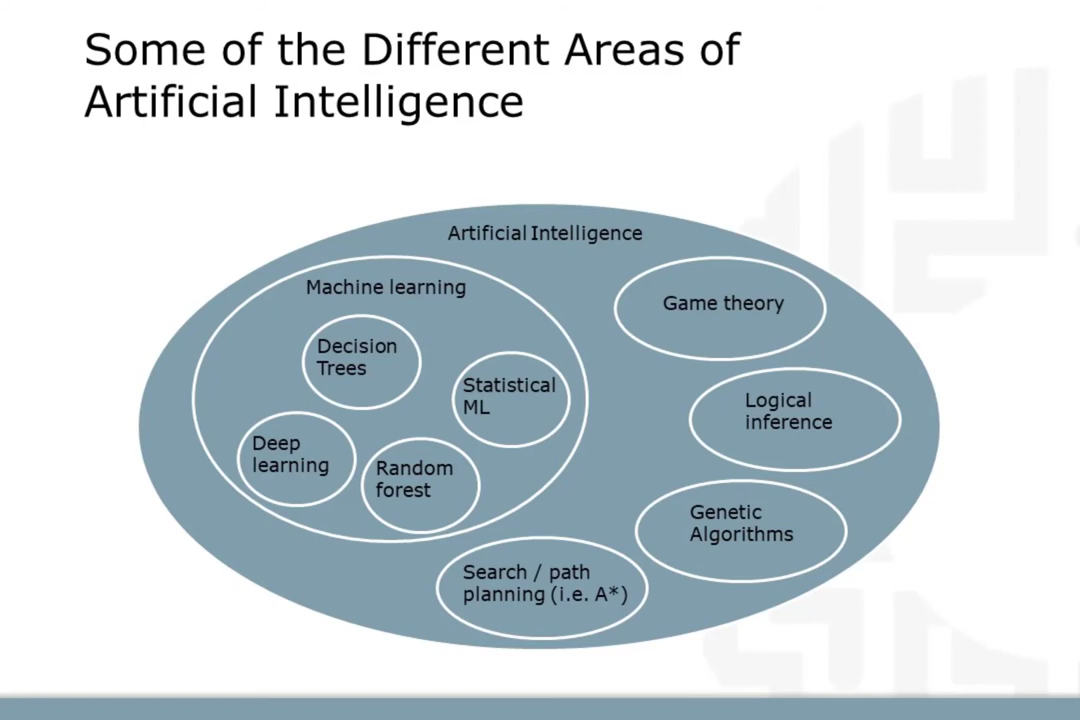 Some of the Different Areas of
Artificial Intelligence
Artificial Intelligence
Machine learning
Game theory
Decision
Trees
Statistical
ML
Logical
inference
Deep
learning
Random
forest
Genetic
Algorithms
Search / path
planning (i.e. A*)